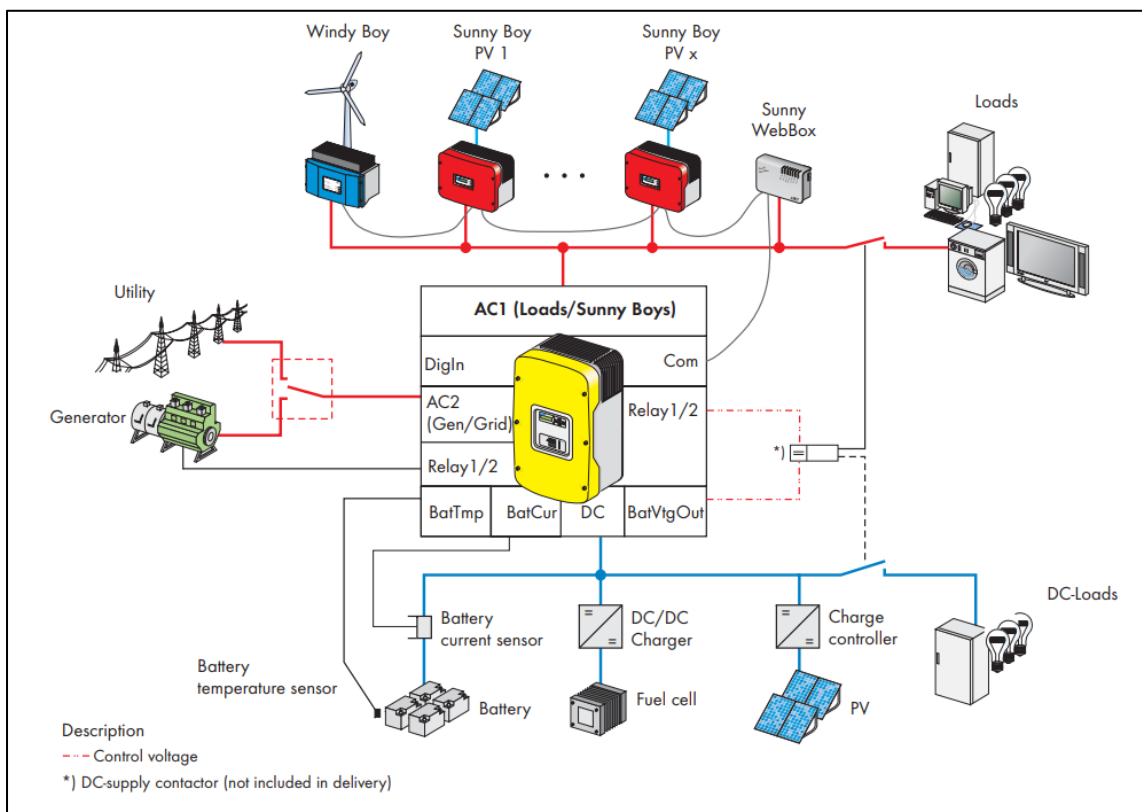 Windy Boy
Sunny Boy
PV 1
Sunny Boy
PV x
Sunny
WebBox
Loads
Utility
Generator
AC1 (Loads/Sunny Boys)
DigIn
Com
AC2
(Gen/Grid)
Relay1/2
Relay1/2
*)
BatTmp
BatCur
DC
BatVtgOut
Battery
current sensor
DC/DC
Charger
Charge
controller
DC-Loads
Battery
temperature sensor
Battery
Fuel cell
PV
Description
Control voltage
*) DC-supply contactor (not included in delivery)